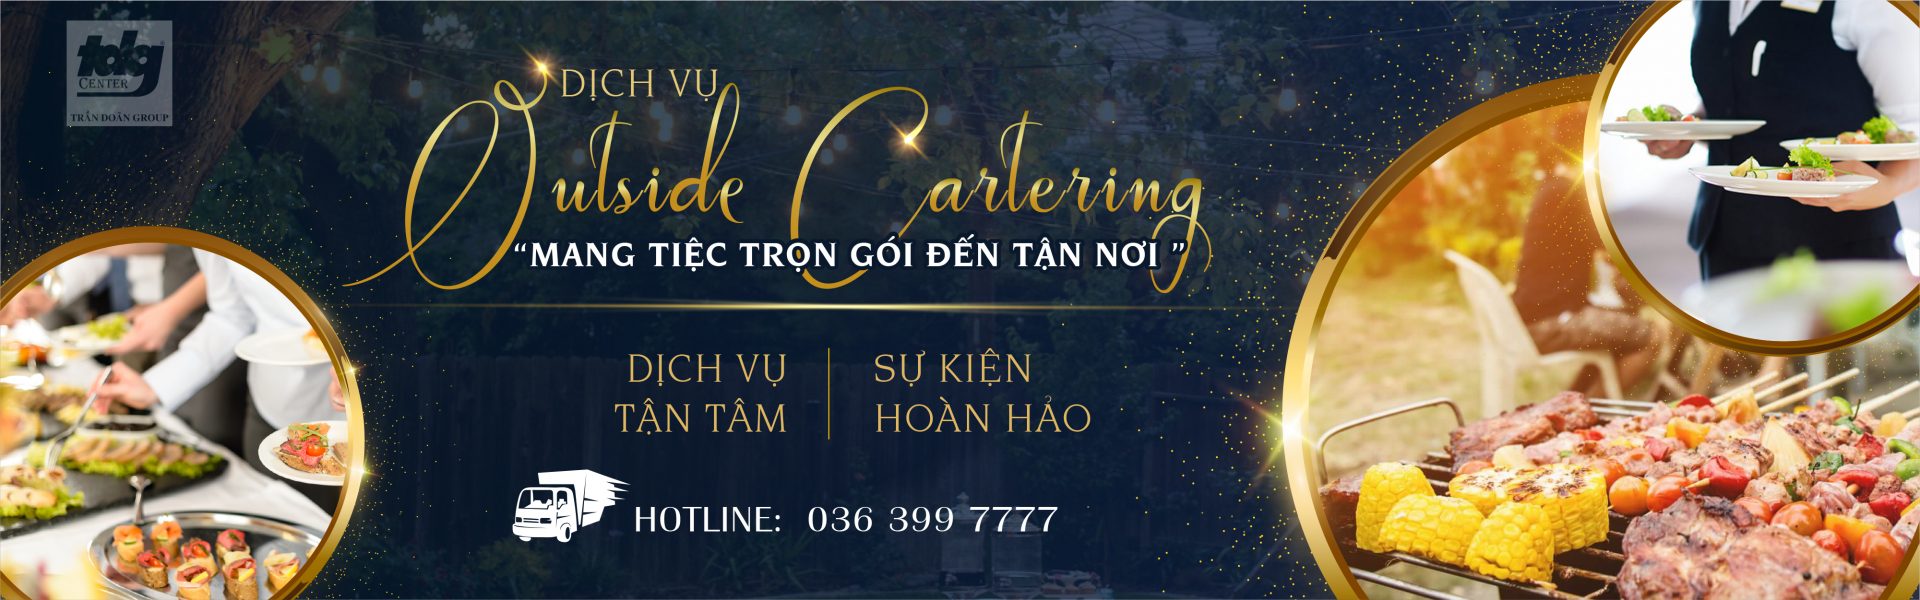 tdg
CENTER
TRẦN DOÃN GROUP
DỊCH VỤ
Outside Cartering
“MANG TIỆC TRỌN GÓI ĐẾN TẬN NƠI ”
DỊCH VỤ
TẬN TÂM
SỰ KIỆN
HOÀN HẢO
HOTLINE: 036 399 7777